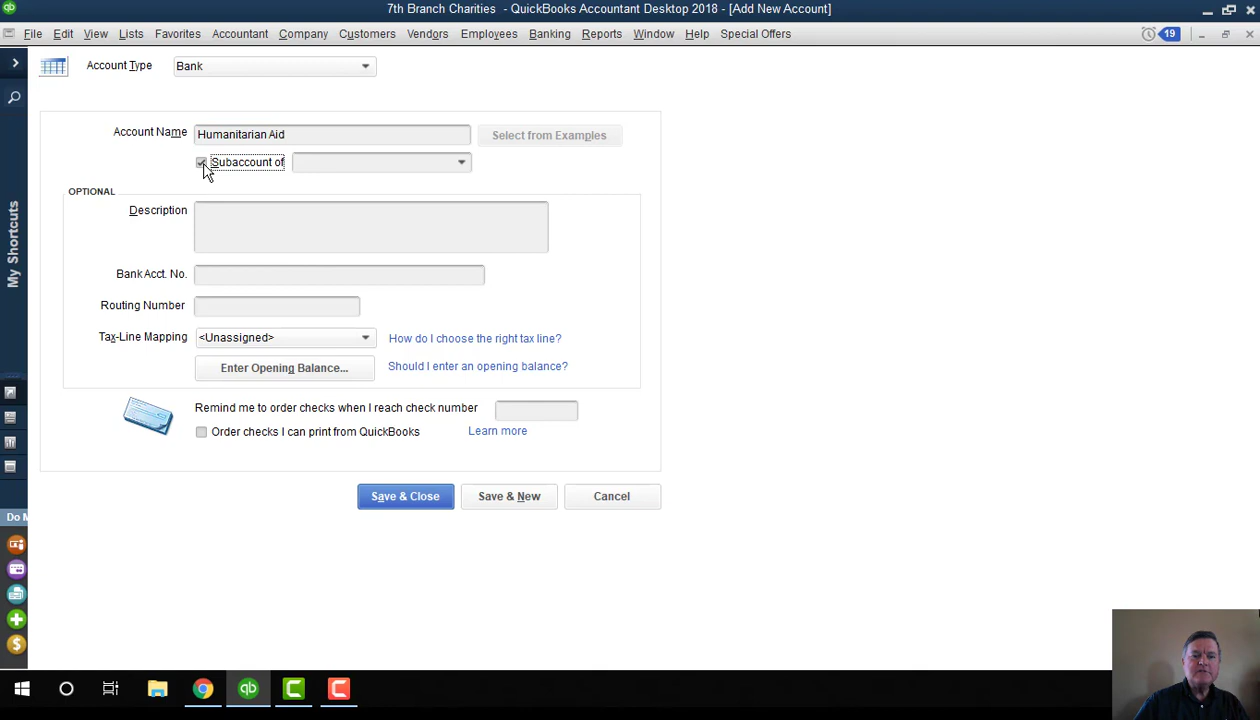 7th Branch Charities - QuickBooks Accountant Desktop 2018 - [Add New Account]
File Edit View Lists Favorites Accountant Company Customers Vendors Employees Banking Reports Window Help Special Offers 19
Account Type Bank
Account Name Humanitarian Aid Select from Examples
Subaccount of
OPTIONAL
Description
My Shortcuts
Bank Acct. No.
Routing Number
Tax-Line Mapping <Unassigned> How do I choose the right tax line?
Enter Opening Balance... Should I enter an opening balance?
Remind me to order checks when I reach check number
Order checks I can print from QuickBooks Learn more
Save & Close Save & New Cancel
Do M